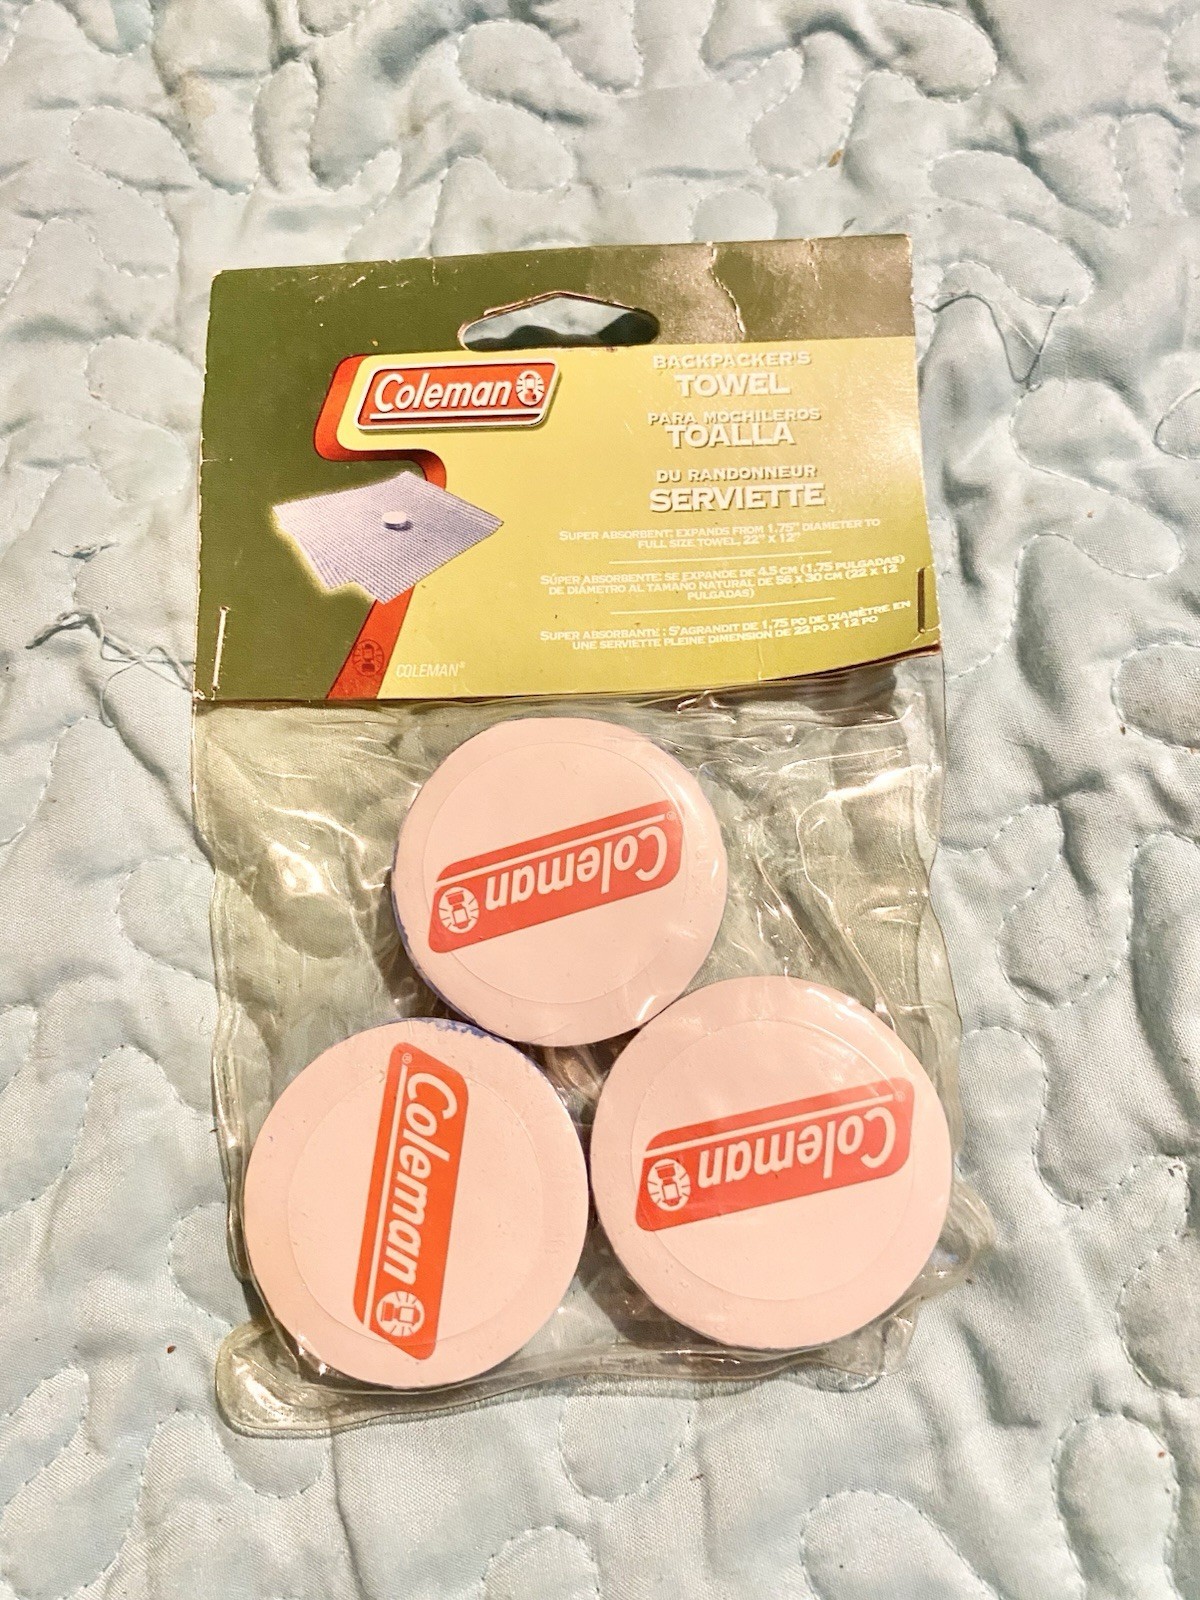 Coleman
BACKPACKER'S
TOWEL
PARA MOCHILEROS
TOALLA
DU RANDONNEUR
SERVIETTE
SUPER ABSORBENT; EXPANDS FROM 1.75" DIAMETER TO
FULL SIZE TOWEL, 22" X 12"
SÚPER ABSORBENTE: SE EXPANDE DE 4.5 CM (1.75 PULGADAS)
DE DIÁMETRO AL TAMAÑO NATURAL DE 56 X 30 CM (22 X 12
PULGADAS)
SUPER ABSORBANTE : S'AGRANDIT DE 1,75 PO DE DIAMÈTRE EN
UNE SERVIETTE PLEINE DIMENSION DE 22 PO X 12 PO
COLEMAN®
Coleman®
Coleman®
Coleman®